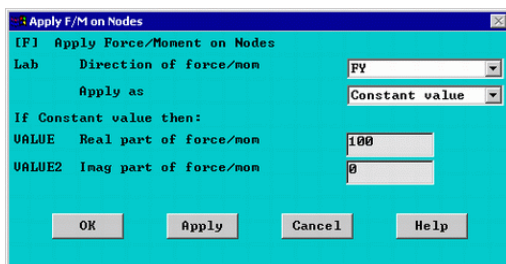 Apply F/M on Nodes
[F] Apply Force/Moment on Nodes
Lab Direction of force/mom FY
Apply as Constant value
If Constant value then:
VALUE Real part of force/mom 100
VALUE2 Imag part of force/mom 0
OK Apply Cancel Help